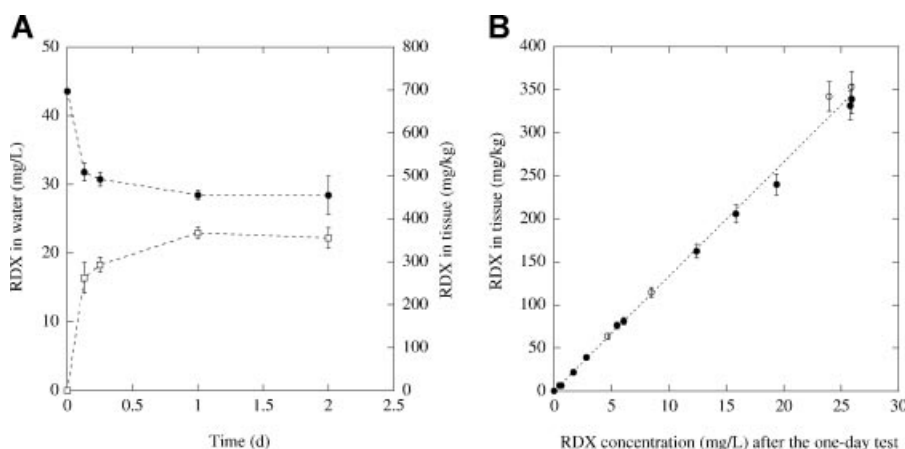 A
50
40
30
20
10
0
RDX in water (mg/L)
800
700
600
500
400
300
200
100
0
RDX in tissue (mg/kg)
0 0.5 1 1.5 2 2.5
Time (d)
B
400
350
300
250
200
150
100
50
0
RDX in tissue (mg/kg)
0 5 10 15 20 25 30
RDX concentration (mg/L) after the one-day test